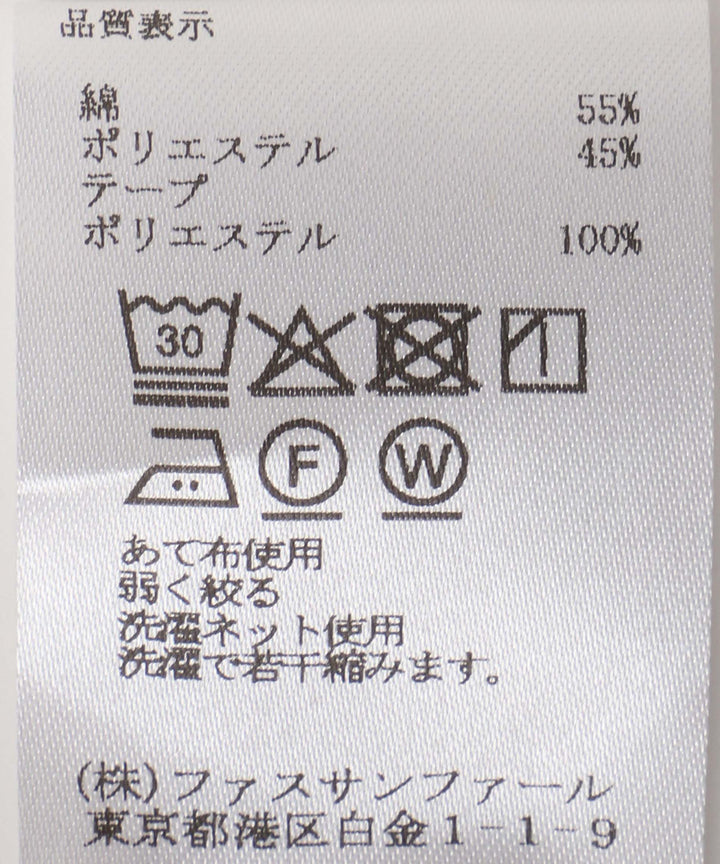 品質表示
綿 55%
ポリエステル 45%
テープ
ポリエステル 100%
30
F W
あて布使用
弱く絞る
洗濯ネット使用
洗濯で若干縮みます。
(株)ファスサンファール
東京都港区白金1-1-9